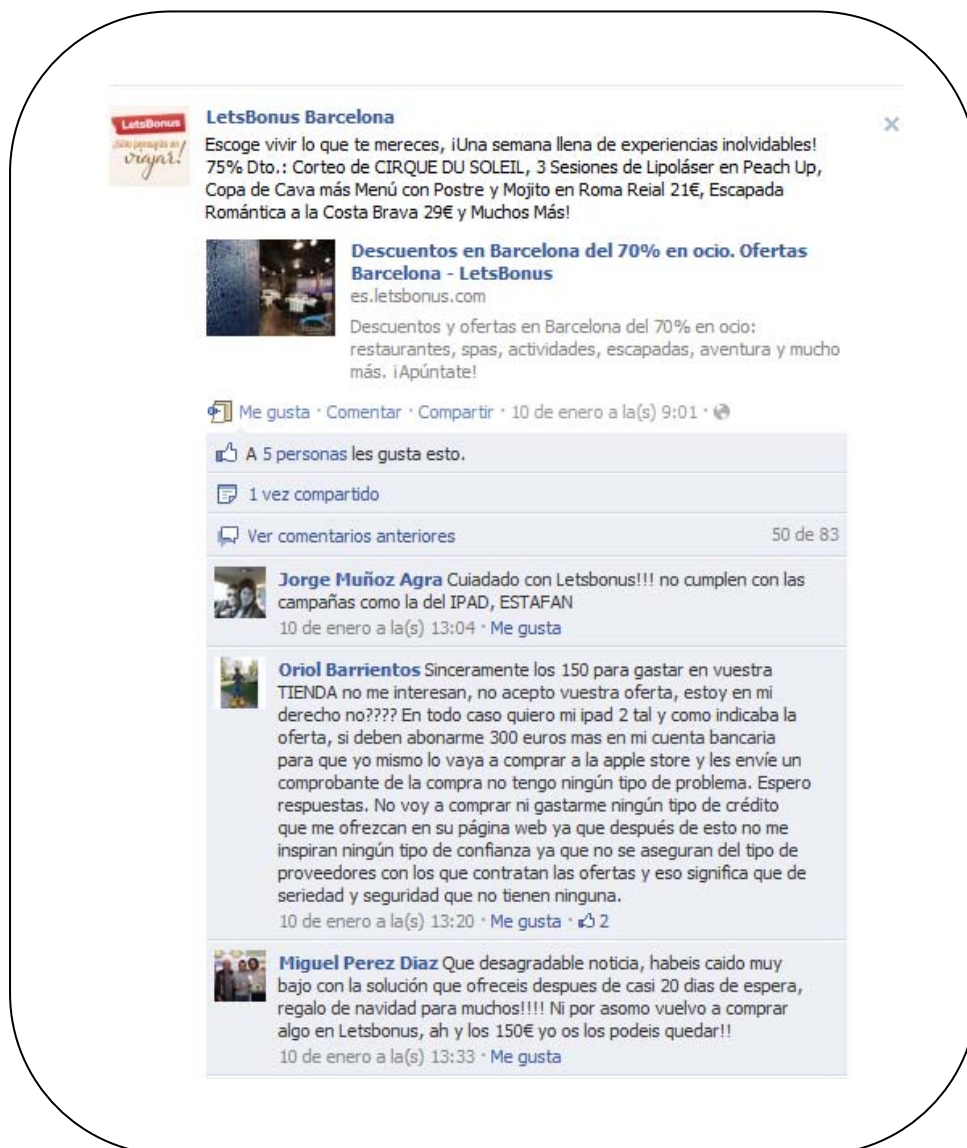 LetsBonus
viajar!
LetsBonus Barcelona
Escoge vivir lo que te mereces, ¡Una semana llena de experiencias inolvidables!
75% Dto.: Corteo de CIRQUE DU SOLEIL, 3 Sesiones de Lipoláser en Peach Up,
Copa de Cava más Menú con Postre y Mojito en Roma Reial 21€, Escapada
Romántica a la Costa Brava 29€ y Muchos Más!
Descuentos en Barcelona del 70% en ocio. Ofertas
Barcelona - LetsBonus
es.letsbonus.com
Descuentos y ofertas en Barcelona del 70% en ocio:
restaurantes, spas, actividades, escapadas, aventura y mucho
más. ¡Apúntate!
Me gusta · Comentar · Compartir · 10 de enero a la(s) 9:01 ·
A 5 personas les gusta esto.
1 vez compartido
Ver comentarios anteriores 50 de 83
Jorge Muñoz Agra Cuiadado con Letsbonus!!! no cumplen con las
campañas como la del IPAD, ESTAFAN
10 de enero a la(s) 13:04 · Me gusta
Oriol Barrientos Sinceramente los 150 para gastar en vuestra
TIENDA no me interesan, no acepto vuestra oferta, estoy en mi
derecho no???? En todo caso quiero mi ipad 2 tal y como indicaba la
oferta, si deben abonarme 300 euros mas en mi cuenta bancaria
para que yo mismo lo vaya a comprar a la apple store y les envíe un
comprobante de la compra no tengo ningún tipo de problema. Espero
respuestas. No voy a comprar ni gastarme ningún tipo de crédito
que me ofrezcan en su página web ya que después de esto no me
inspiran ningún tipo de confianza ya que no se aseguran del tipo de
proveedores con los que contratan las ofertas y eso significa que de
seriedad y seguridad que no tienen ninguna.
10 de enero a la(s) 13:20 · Me gusta · 2
Miguel Perez Diaz Que desagradable noticia, habeis caido muy
bajo con la solución que ofreceis despues de casi 20 dias de espera,
regalo de navidad para muchos!!!! Ni por asomo vuelvo a comprar
algo en Letsbonus, ah y los 150€ yo os los podeis quedar!!
10 de enero a la(s) 13:33 · Me gusta